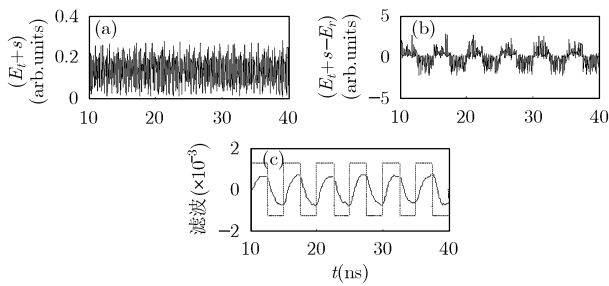 (a)
(E_t+s)
(arb.units)
0.4
0.2
0
10 20 30 40
(b)
(E_t+s−E_r)
(arb.units)
5
0
−5
10 20 30 40
(c)
滤波(×10⁻³)
2
0
−2
10 20 30 40
t(ns)